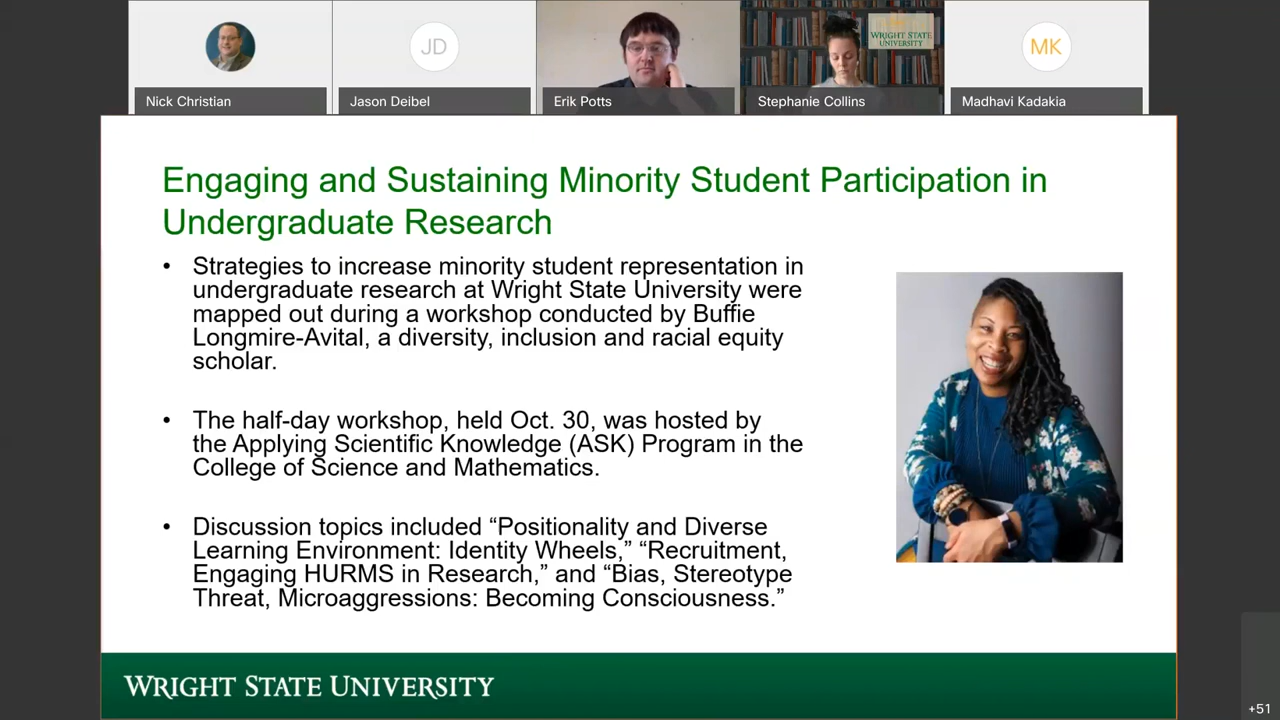 JD
MK
WRIGHT STATE
UNIVERSITY
Nick Christian
Jason Deibel
Erik Potts
Stephanie Collins
Madhavi Kadakia
Engaging and Sustaining Minority Student Participation in
Undergraduate Research
• Strategies to increase minority student representation in
undergraduate research at Wright State University were
mapped out during a workshop conducted by Buffie
Longmire-Avital, a diversity, inclusion and racial equity
scholar.
• The half-day workshop, held Oct. 30, was hosted by
the Applying Scientific Knowledge (ASK) Program in the
College of Science and Mathematics.
• Discussion topics included “Positionality and Diverse
Learning Environment: Identity Wheels,” “Recruitment,
Engaging HURMS in Research,” and “Bias, Stereotype
Threat, Microaggressions: Becoming Consciousness.”
WRIGHT STATE UNIVERSITY
+51